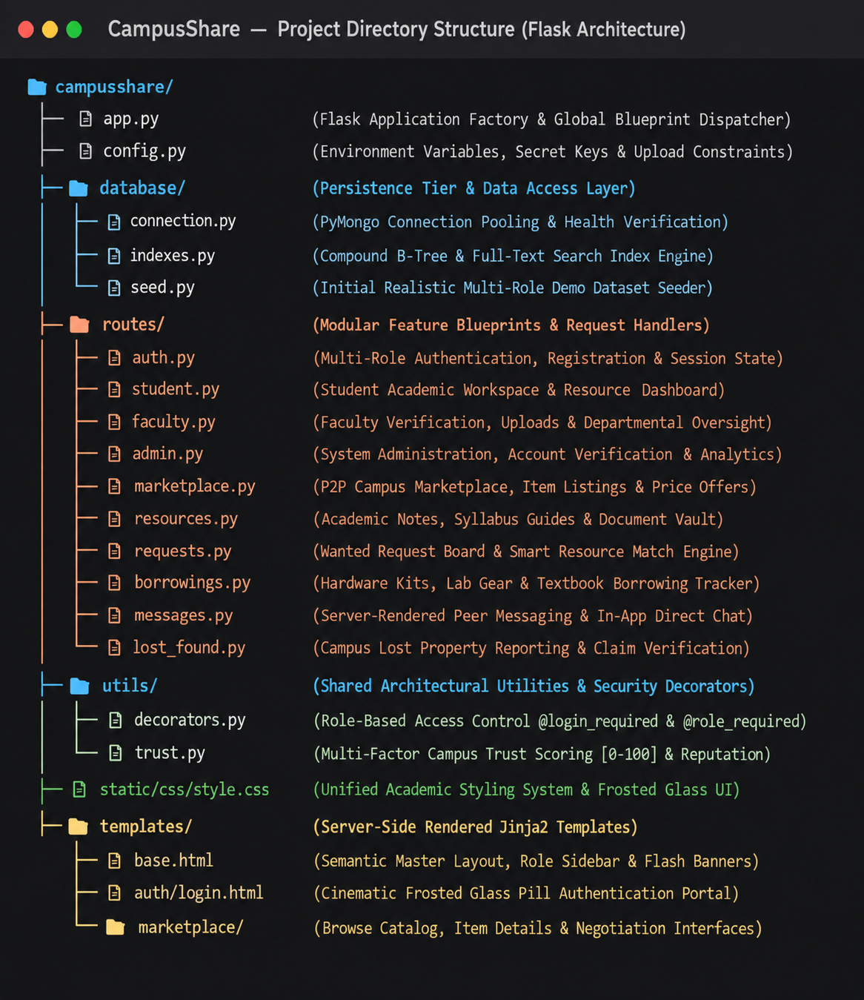 CampusShare — Project Directory Structure (Flask Architecture)
campusshare/
app.py (Flask Application Factory & Global Blueprint Dispatcher)
config.py (Environment Variables, Secret Keys & Upload Constraints)
database/ (Persistence Tier & Data Access Layer)
connection.py (PyMongo Connection Pooling & Health Verification)
indexes.py (Compound B-Tree & Full-Text Search Index Engine)
seed.py (Initial Realistic Multi-Role Demo Dataset Seeder)
routes/ (Modular Feature Blueprints & Request Handlers)
auth.py (Multi-Role Authentication, Registration & Session State)
student.py (Student Academic Workspace & Resource Dashboard)
faculty.py (Faculty Verification, Uploads & Departmental Oversight)
admin.py (System Administration, Account Verification & Analytics)
marketplace.py (P2P Campus Marketplace, Item Listings & Price Offers)
resources.py (Academic Notes, Syllabus Guides & Document Vault)
requests.py (Wanted Request Board & Smart Resource Match Engine)
borrowings.py (Hardware Kits, Lab Gear & Textbook Borrowing Tracker)
messages.py (Server-Rendered Peer Messaging & In-App Direct Chat)
lost_found.py (Campus Lost Property Reporting & Claim Verification)
utils/ (Shared Architectural Utilities & Security Decorators)
decorators.py (Role-Based Access Control @login_required & @role_required)
trust.py (Multi-Factor Campus Trust Scoring [0-100] & Reputation)
static/css/style.css (Unified Academic Styling System & Frosted Glass UI)
templates/ (Server-Side Rendered Jinja2 Templates)
base.html (Semantic Master Layout, Role Sidebar & Flash Banners)
auth/login.html (Cinematic Frosted Glass Pill Authentication Portal)
marketplace/ (Browse Catalog, Item Details & Negotiation Interfaces)